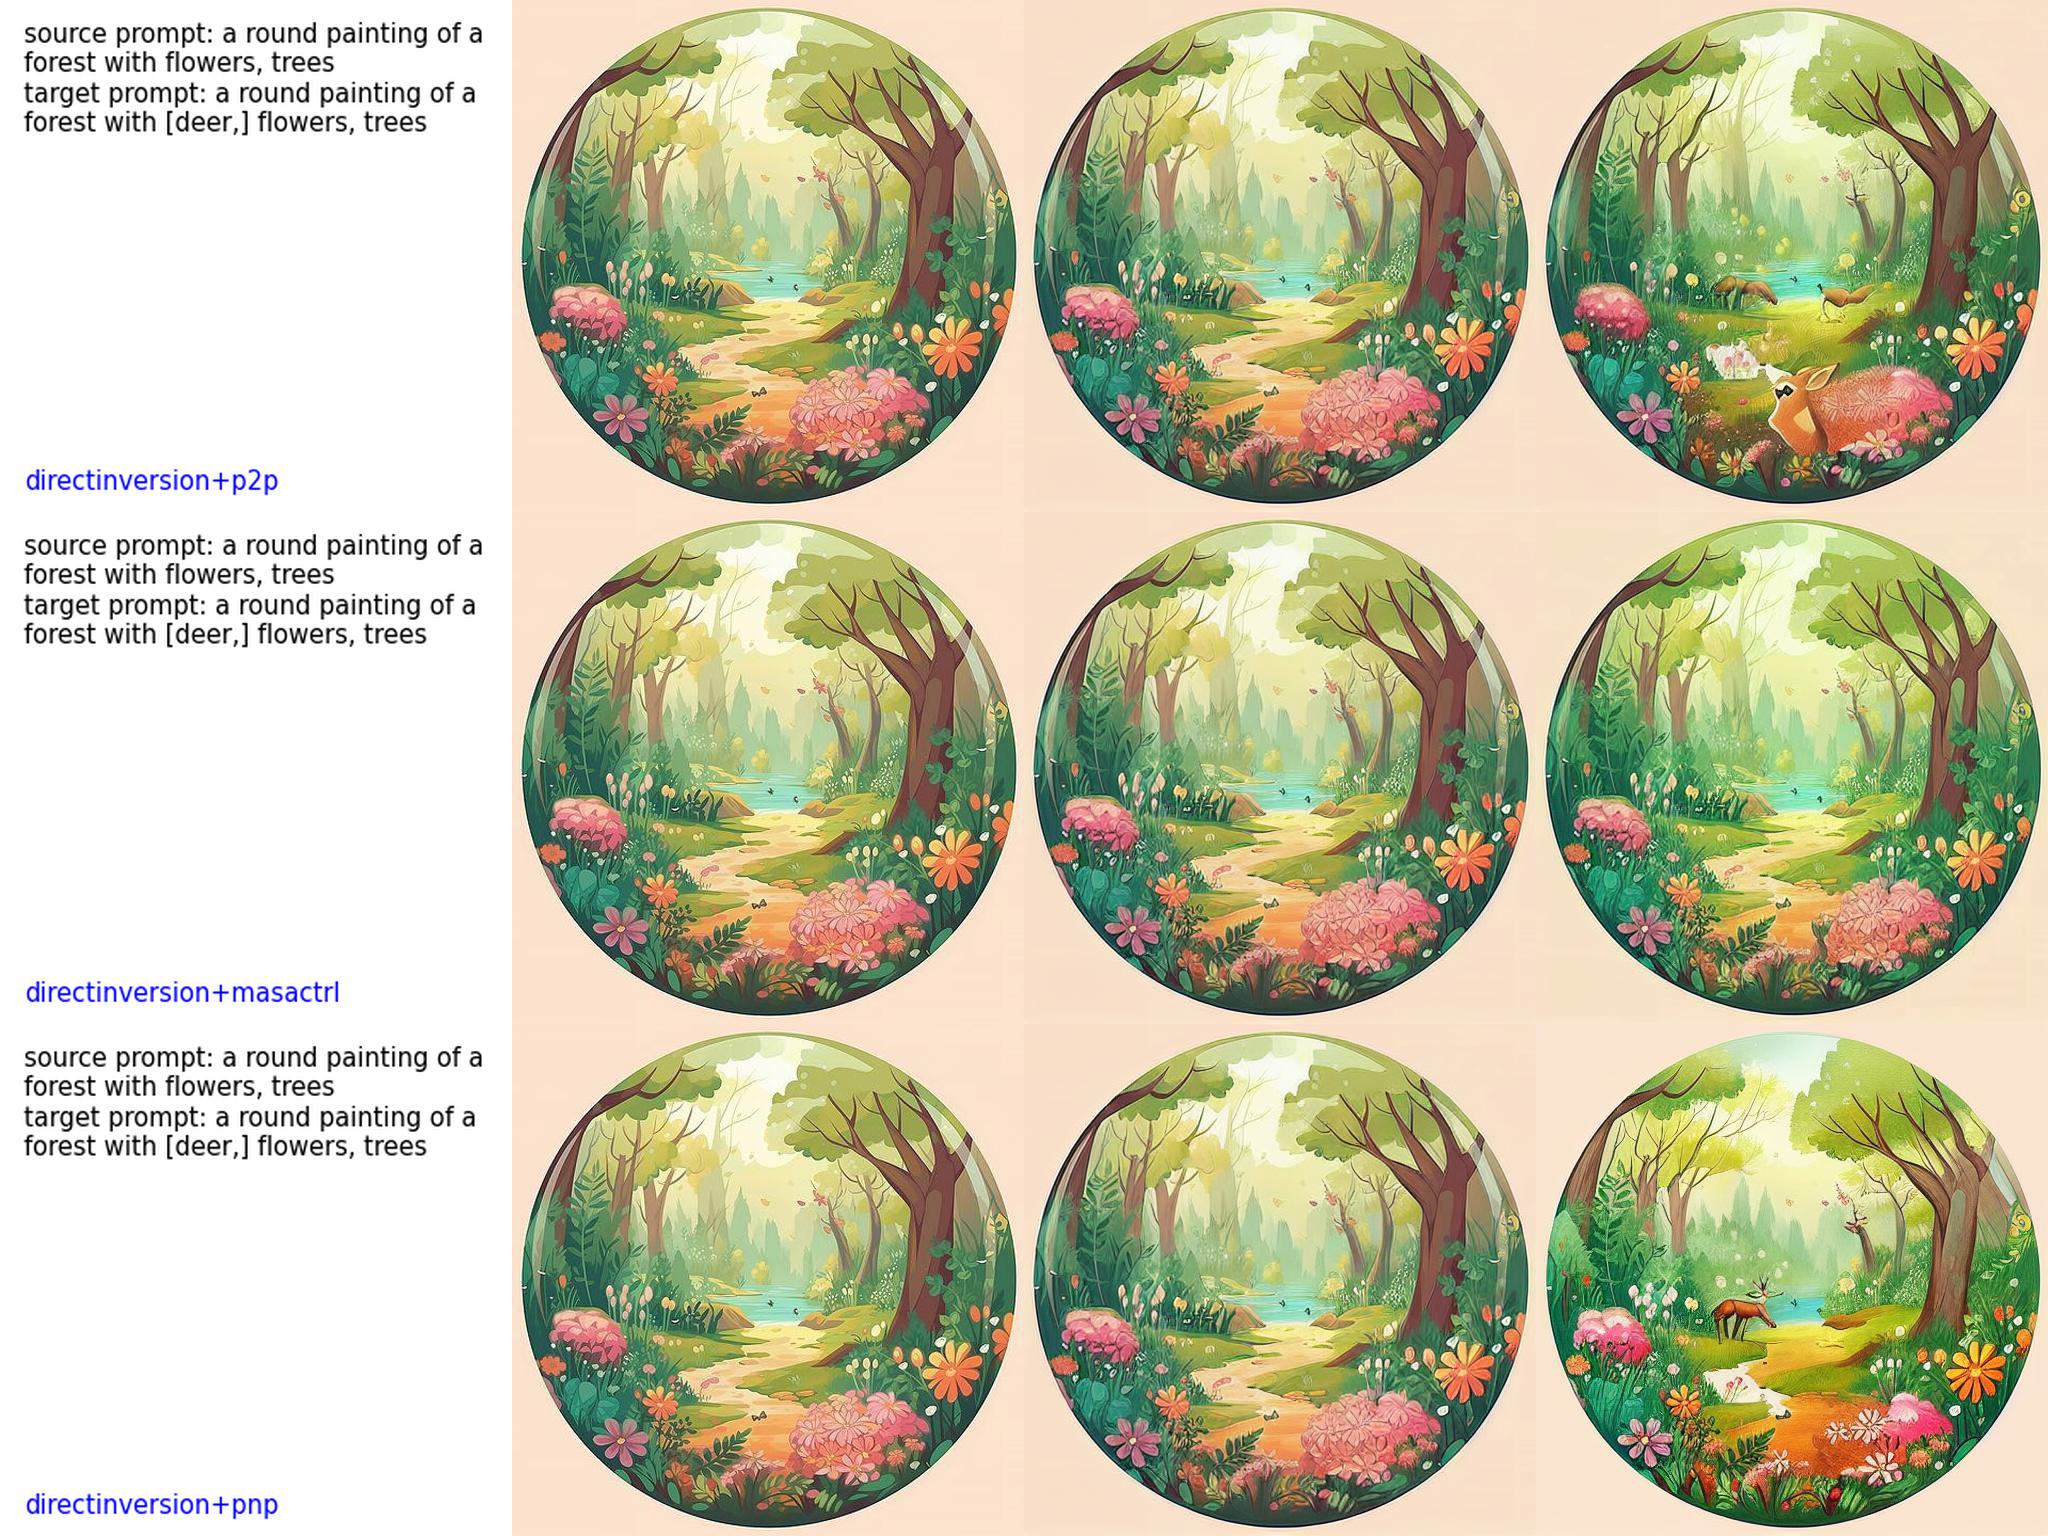 source prompt: a round painting of a
forest with flowers, trees
target prompt: a round painting of a
forest with [deer,] flowers, trees
directinversion+p2p
source prompt: a round painting of a
forest with flowers, trees
target prompt: a round painting of a
forest with [deer,] flowers, trees
directinversion+masactrl
source prompt: a round painting of a
forest with flowers, trees
target prompt: a round painting of a
forest with [deer,] flowers, trees
directinversion+pnp